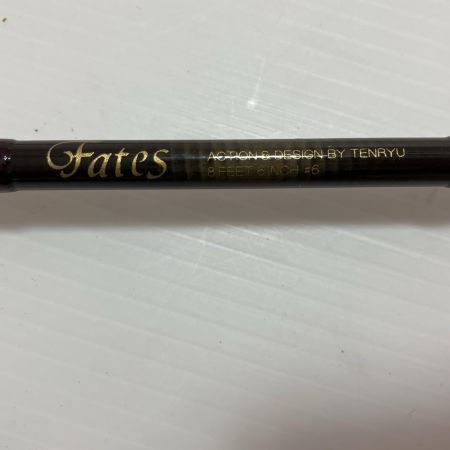 Fates
ACTION & DESIGN BY TENRYU
8 FEET 6 INCH #6